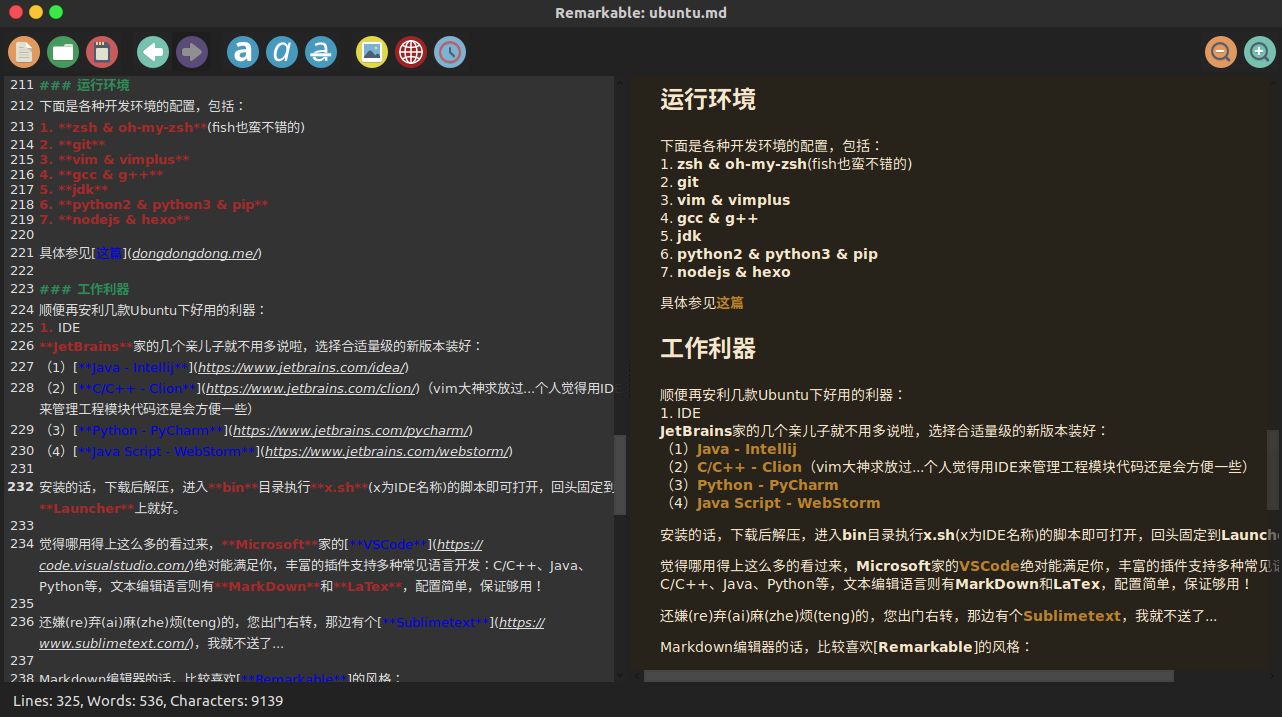 Remarkable: ubuntu.md
a a a
211 ### 运行环境
212 下面是各种开发环境的配置，包括：
213 1. **zsh & oh-my-zsh**(fish也蛮不错的)
214 2. **git**
215 3. **vim & vimplus**
216 4. **gcc & g++**
217 5. **jdk**
218 6. **python2 & python3 & pip**
219 7. **nodejs & hexo**
220
221 具体参见[这篇](dongdongdong.me/)
222
223 ### 工作利器
224 顺便再安利几款Ubuntu下好用的利器：
225 1. IDE
226 **JetBrains**家的几个亲儿子就不用多说啦，选择合适量级的新版本装好：
227 （1）[**Java - Intellij**](https://www.jetbrains.com/idea/)
228 （2）[**C/C++ - Clion**](https://www.jetbrains.com/clion/)（vim大神求放过...个人觉得用IDE
来管理工程模块代码还是会方便一些）
229 （3）[**Python - PyCharm**](https://www.jetbrains.com/pycharm/)
230 （4）[**Java Script - WebStorm**](https://www.jetbrains.com/webstorm/)
231
232 安装的话，下载后解压，进入**bin**目录执行**x.sh**(x为IDE名称)的脚本即可打开，回头固定到
**Launcher**上就好。
233
234 觉得哪用得上这么多的看过来，**Microsoft**家的[**VSCode**](https://
code.visualstudio.com/)绝对能满足你，丰富的插件支持多种常见语言开发：C/C++、Java、
Python等，文本编辑语言则有**MarkDown**和**LaTex**，配置简单，保证够用！
235
236 还嫌(re)弃(ai)麻(zhe)烦(teng)的，您出门右转，那边有个[**Sublimetext**](https://
www.sublimetext.com/)，我就不送了...
237
238 Markdown编辑器的话，比较喜欢[**Remarkable**]的风格：
运行环境
下面是各种开发环境的配置，包括：
1. zsh & oh-my-zsh(fish也蛮不错的)
2. git
3. vim & vimplus
4. gcc & g++
5. jdk
6. python2 & python3 & pip
7. nodejs & hexo
具体参见这篇
工作利器
顺便再安利几款Ubuntu下好用的利器：
1. IDE
JetBrains家的几个亲儿子就不用多说啦，选择合适量级的新版本装好：
（1）Java - Intellij
（2）C/C++ - Clion（vim大神求放过...个人觉得用IDE来管理工程模块代码还是会方便一些）
（3）Python - PyCharm
（4）Java Script - WebStorm
安装的话，下载后解压，进入bin目录执行x.sh(x为IDE名称)的脚本即可打开，回头固定到Launche
觉得哪用得上这么多的看过来，Microsoft家的VSCode绝对能满足你，丰富的插件支持多种常见语
C/C++、Java、Python等，文本编辑语言则有MarkDown和LaTex，配置简单，保证够用！
还嫌(re)弃(ai)麻(zhe)烦(teng)的，您出门右转，那边有个Sublimetext，我就不送了...
Markdown编辑器的话，比较喜欢[Remarkable]的风格：
Lines: 325, Words: 536, Characters: 9139